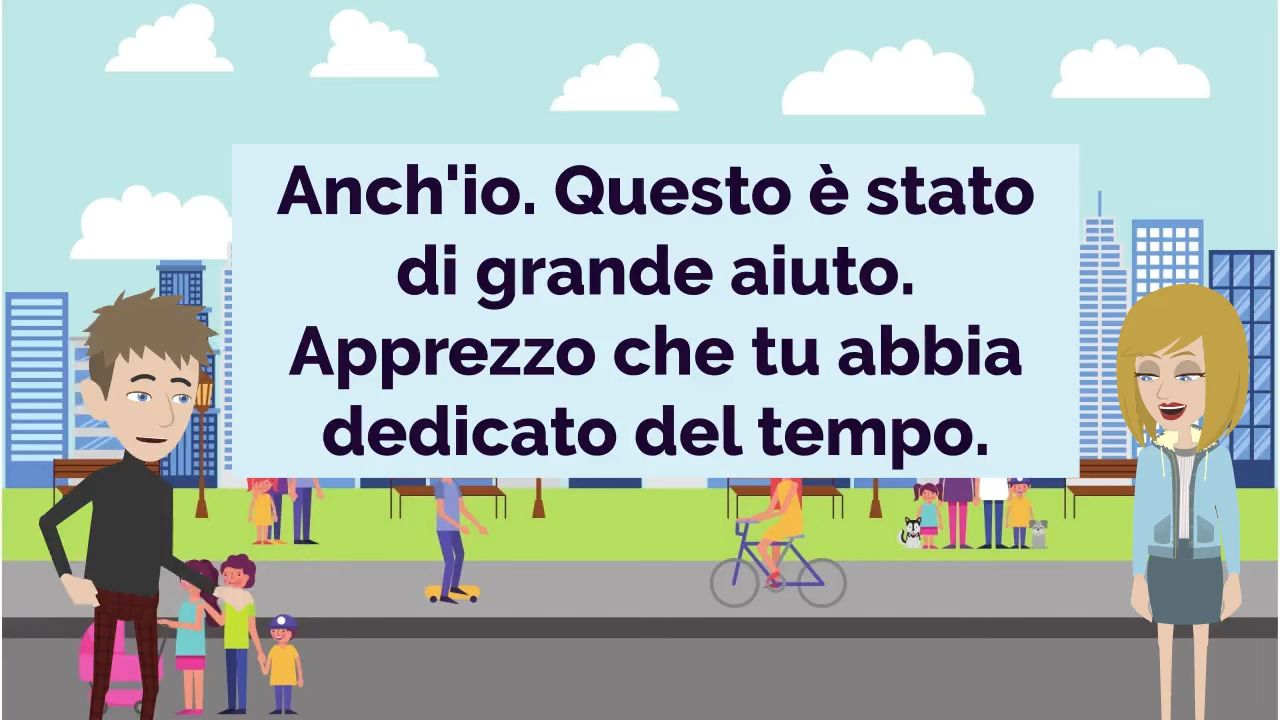 Anch'io. Questo è stato
di grande aiuto.
Apprezzo che tu abbia
dedicato del tempo.